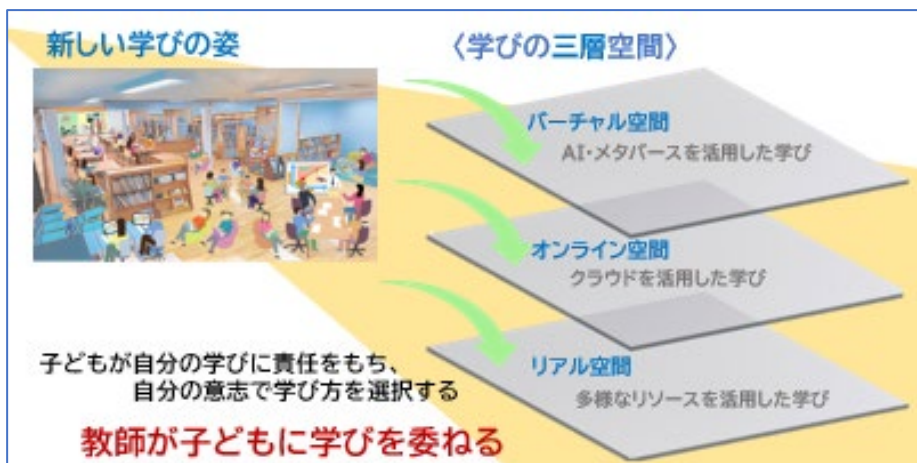 新しい学びの姿
〈学びの三層空間〉
バーチャル空間
AI・メタバースを活用した学び
オンライン空間
クラウドを活用した学び
リアル空間
多様なリソースを活用した学び
子どもが自分の学びに責任をもち、
自分の意志で学び方を選択する
教師が子どもに学びを委ねる